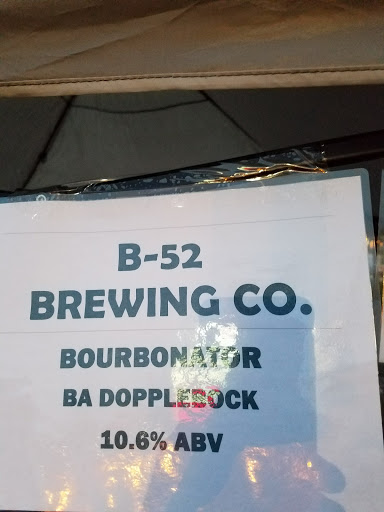 B-52
BREWING CO.
BOURBONATOR
BA DOPPLEBOCK
10.6% ABV